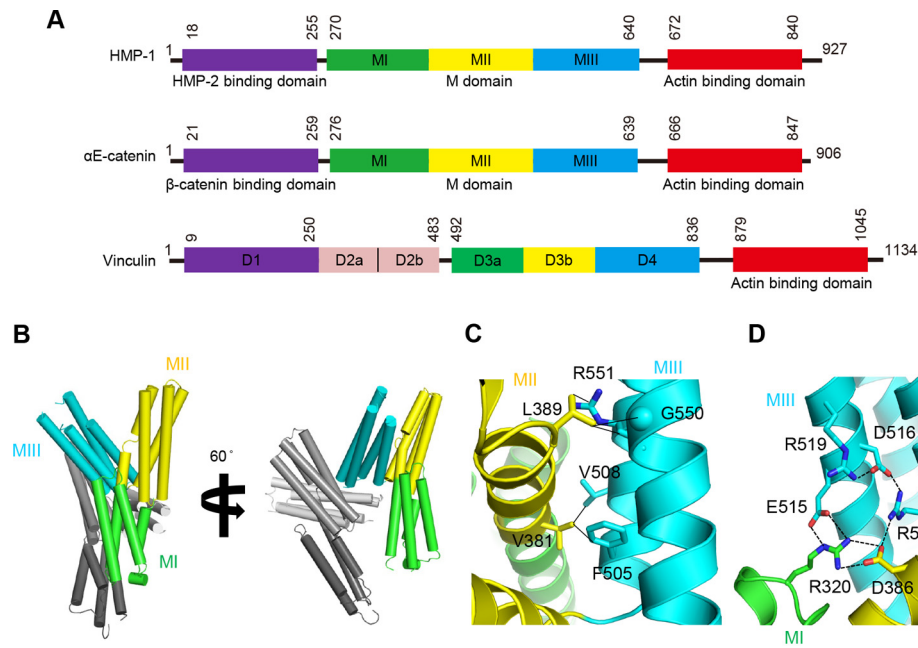 A
18 255 270 640 672 840
HMP-1 1 MI MII MIII 927
HMP-2 binding domain M domain Actin binding domain
21 259 276 639 666 847
αE-catenin 1 MI MII MIII 906
β-catenin binding domain M domain Actin binding domain
9 250 483 492 836 879 1045
Vinculin 1 D1 D2a D2b D3a D3b D4 1134
Actin binding domain
B
MII
MIII
60°
MI
C
R551 MIII
MII
L389 G550
V508
V381
F505
D
MIII
D516
R519
E515
R5
R320 D386
MI